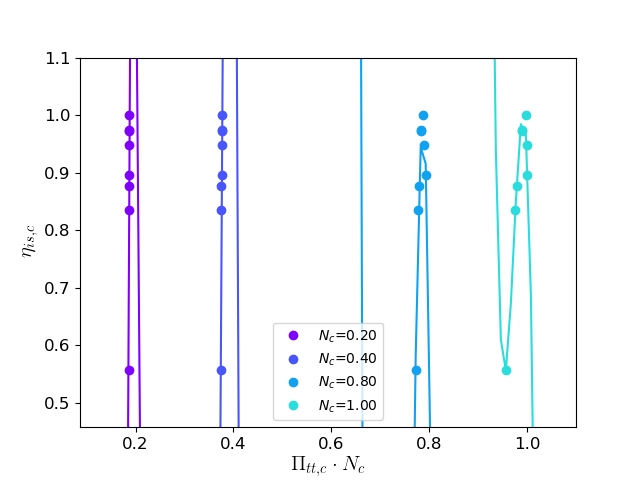 1.1
1.0
0.9
0.8
0.7
0.6
0.5
η_{is,c}
N_c=0.20
N_c=0.40
N_c=0.80
N_c=1.00
0.2 0.4 0.6 0.8 1.0
Π_{tt,c} · N_c